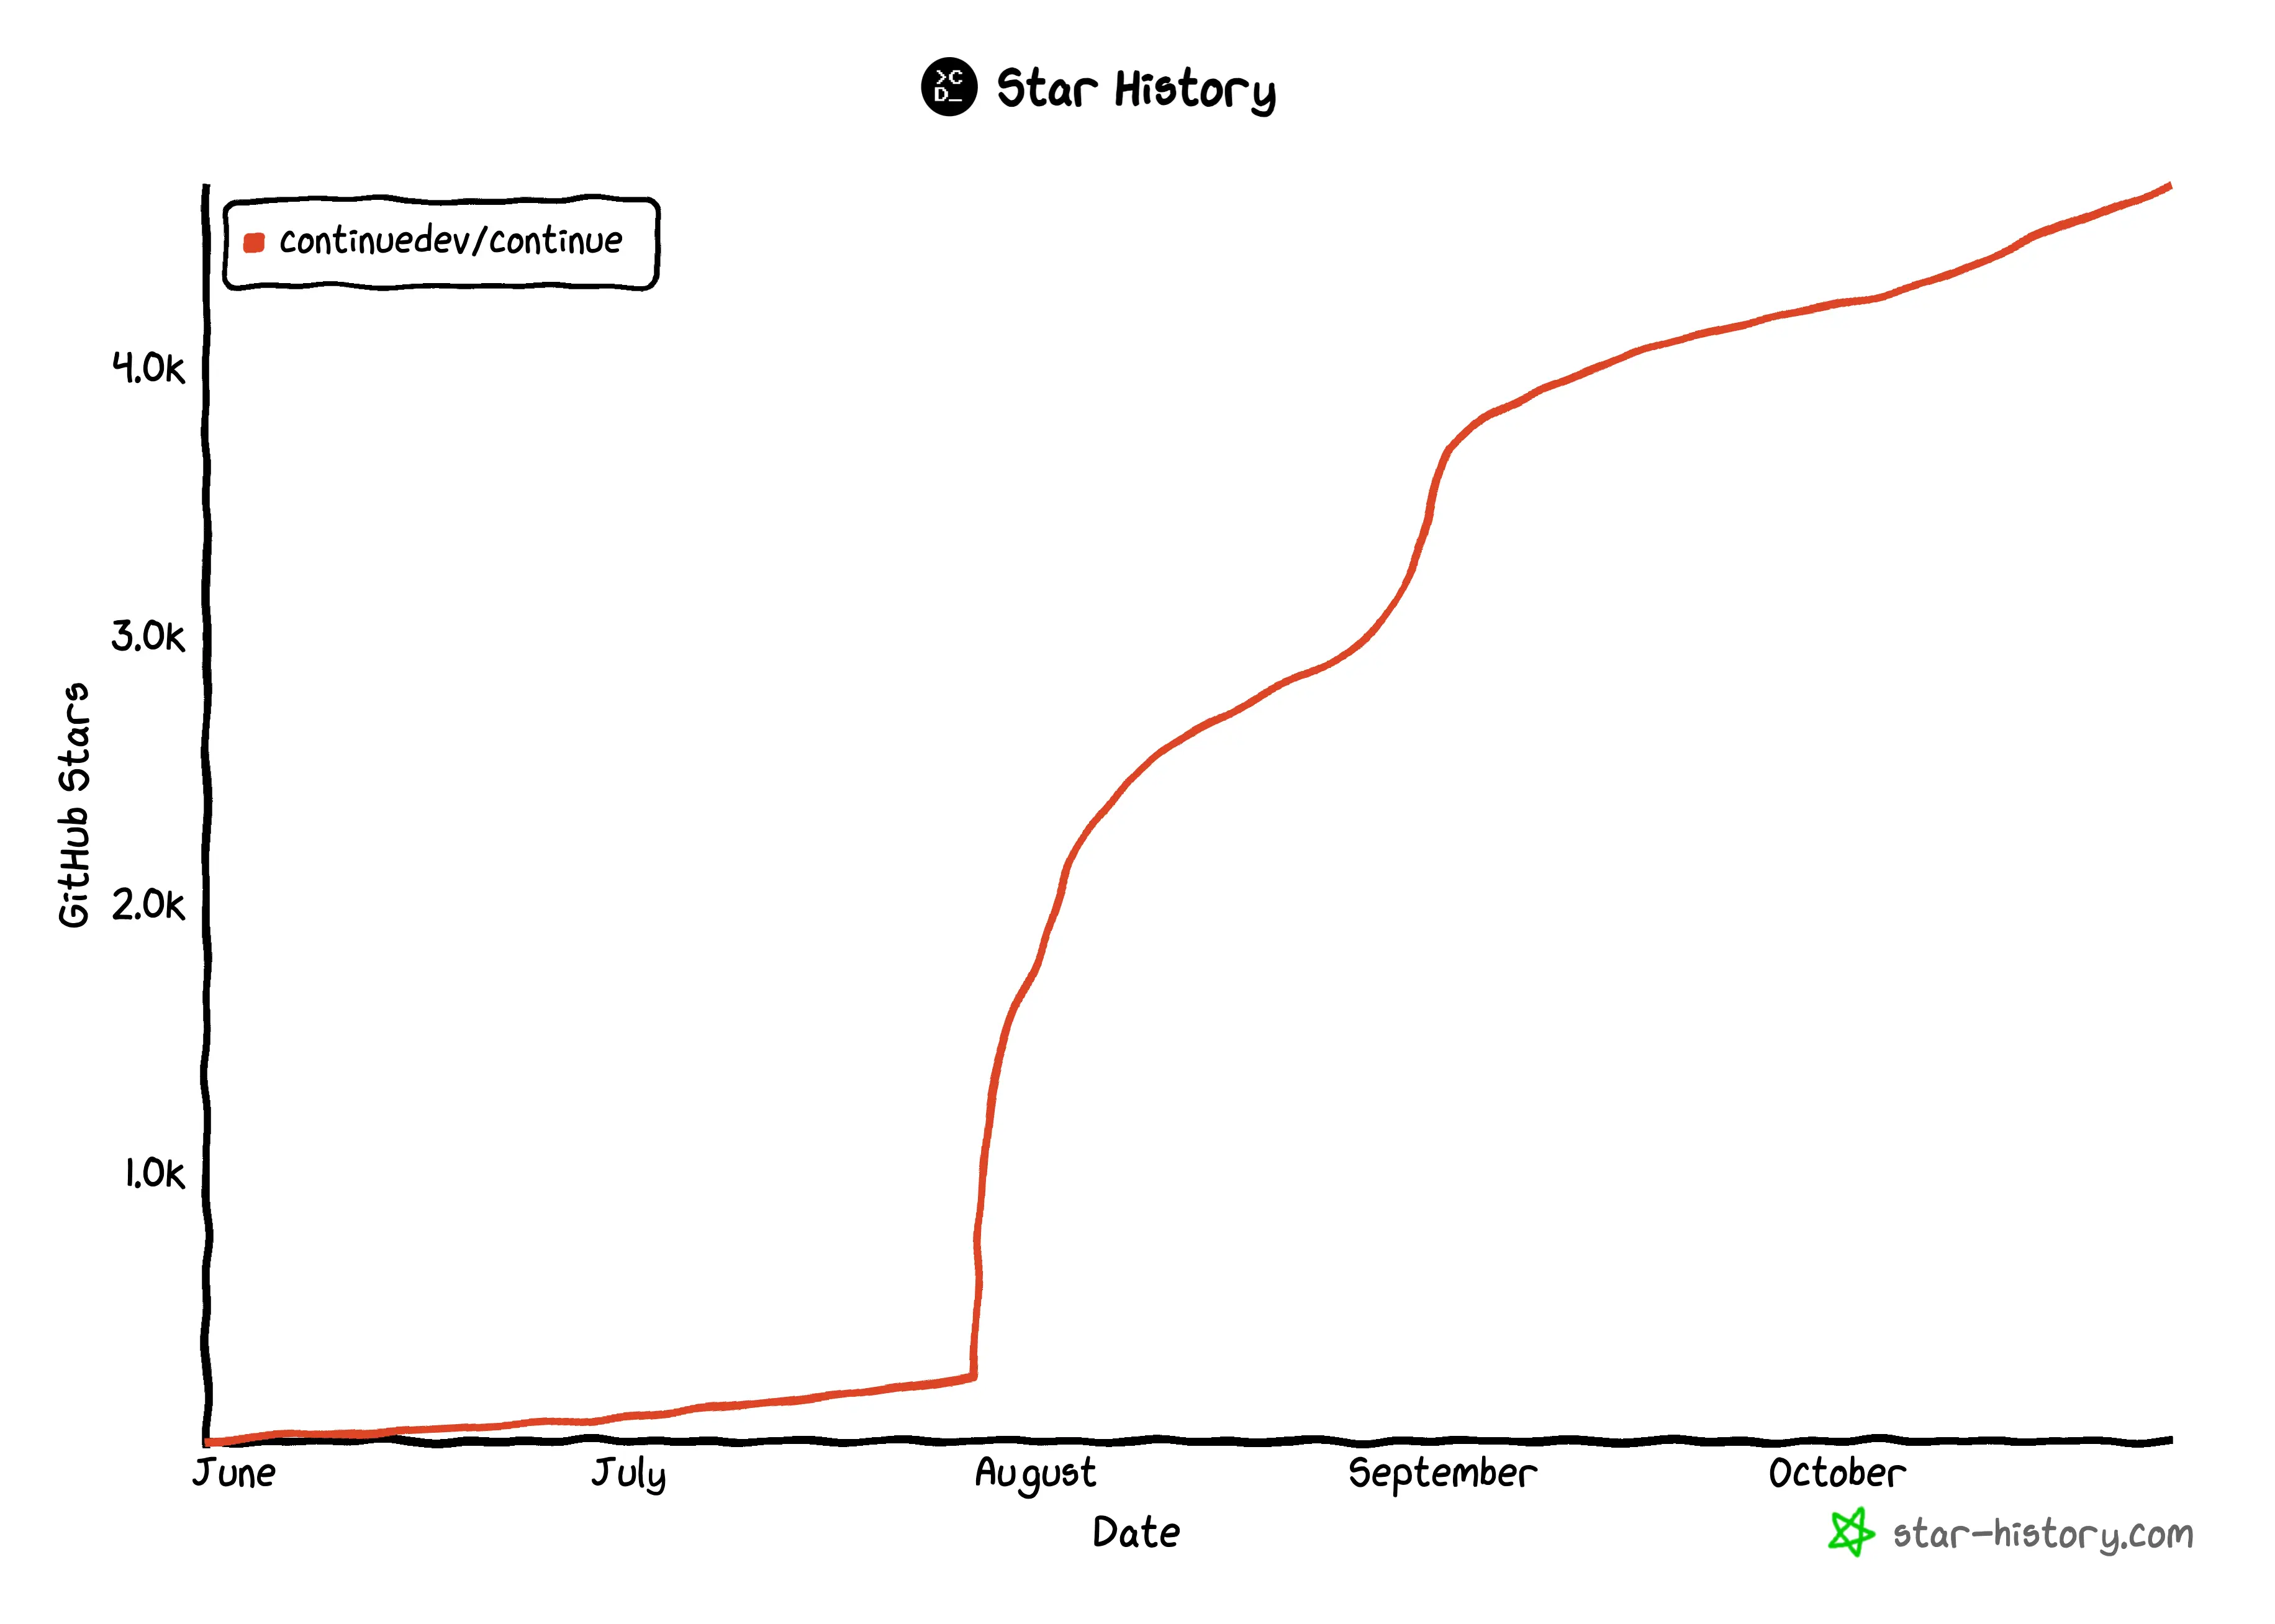 >C
D_
Star History
continuedev/continue
4.0K
3.0K
2.0K
1.0K
GitHub Stars
June
July
August
September
October
Date
star-history.com